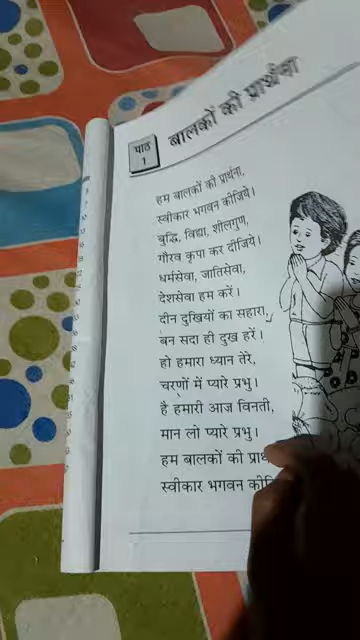 पाठ
1
बालकों की प्रार्थना
हम बालकों की प्रार्थना,
स्वीकार भगवन कीजिये।
बुद्धि, विद्या, शीलगुण,
गौरव कृपा कर दीजिये।
धर्मसेवा, जातिसेवा,
देशसेवा हम करें।
दीन दुखियों का सहारा,
बन सदा ही दुख हरें।
हो हमारा ध्यान तेरे,
चरणों में प्यारे प्रभु।
है हमारी आज विनती,
मान लो प्यारे प्रभु।
हम बालकों की
स्वीकार भगवन